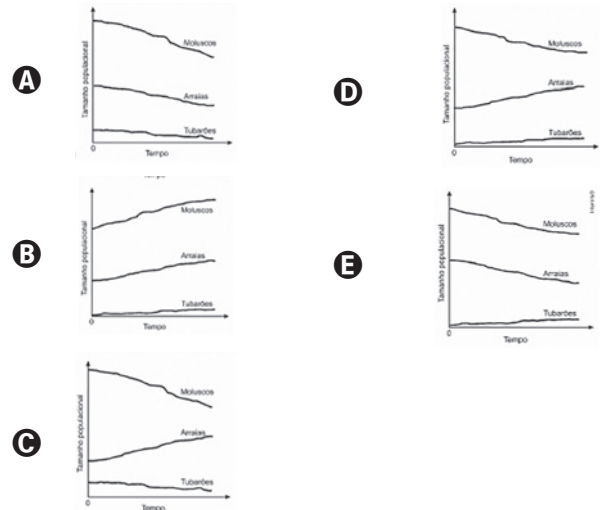 A
Tamanho populacional
Moluscos
Arraias
Tubarões
0
Tempo
Tempo
B
Tamanho populacional
Moluscos
Arraias
Tubarões
0
Tempo
C
Tamanho populacional
Moluscos
Arraias
Tubarões
0
Tempo
D
Tamanho populacional
Moluscos
Arraias
Tubarões
0
Tempo
E
Tamanho populacional
Moluscos
Arraias
Tubarões
0
Tempo